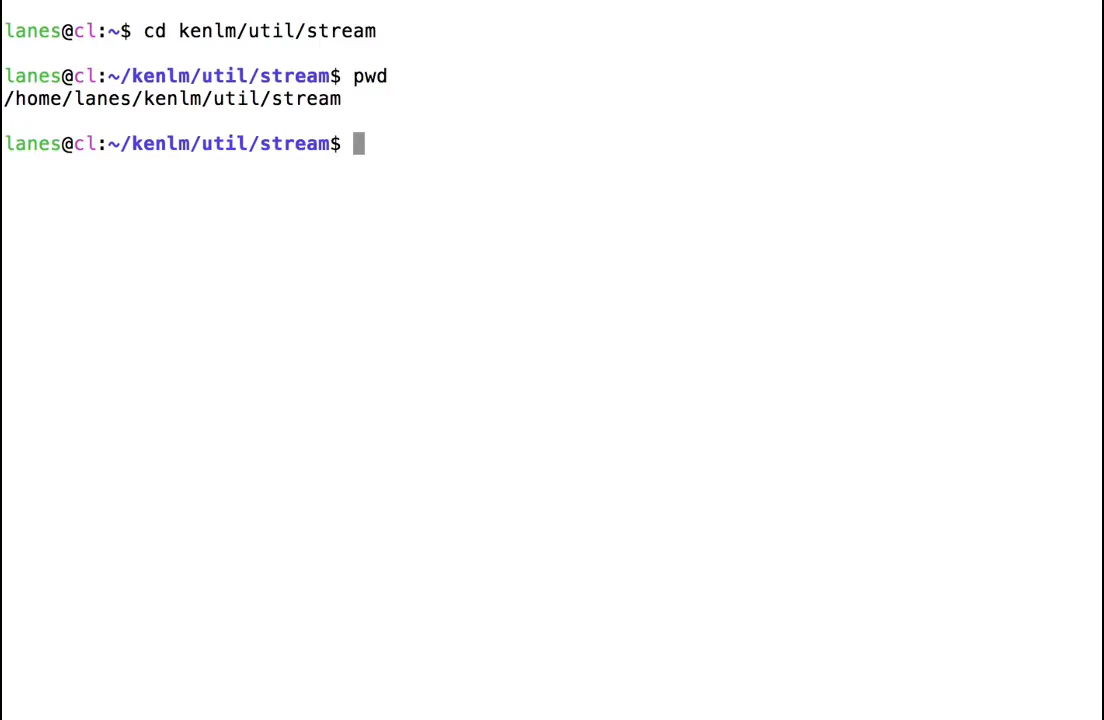 lanes@cl:~$ cd kenlm/util/stream
lanes@cl:~/kenlm/util/stream$ pwd
/home/lanes/kenlm/util/stream
lanes@cl:~/kenlm/util/stream$